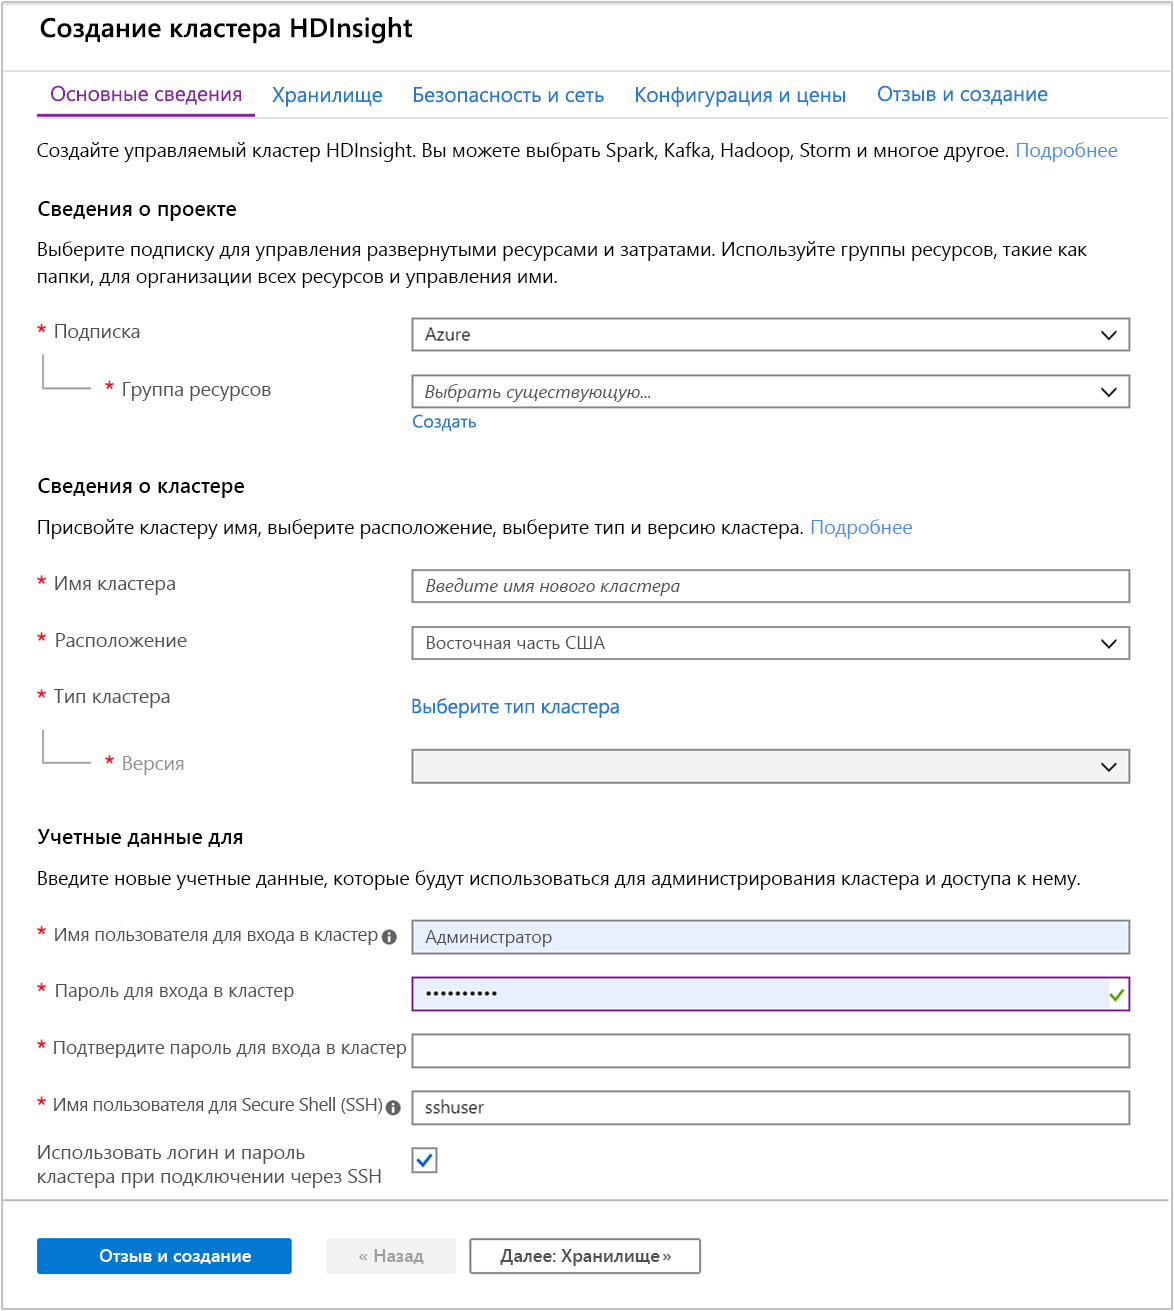 Создание кластера HDInsight
Основные сведения Хранилище Безопасность и сеть Конфигурация и цены Отзыв и создание
Создайте управляемый кластер HDInsight. Вы можете выбрать Spark, Kafka, Hadoop, Storm и многое другое. Подробнее
Сведения о проекте
Выберите подписку для управления развернутыми ресурсами и затратами. Используйте группы ресурсов, такие как
папки, для организации всех ресурсов и управления ими.
* Подписка Azure
* Группа ресурсов Выбрать существующую...
Создать
Сведения о кластере
Присвойте кластеру имя, выберите расположение, выберите тип и версию кластера. Подробнее
* Имя кластера Введите имя нового кластера
* Расположение Восточная часть США
* Тип кластера Выберите тип кластера
* Версия
Учетные данные для
Введите новые учетные данные, которые будут использоваться для администрирования кластера и доступа к нему.
* Имя пользователя для входа в кластер Администратор
* Пароль для входа в кластер ••••••••••
* Подтвердите пароль для входа в кластер
* Имя пользователя для Secure Shell (SSH) sshuser
Использовать логин и пароль
кластера при подключении через SSH
Отзыв и создание « Назад Далее: Хранилище»